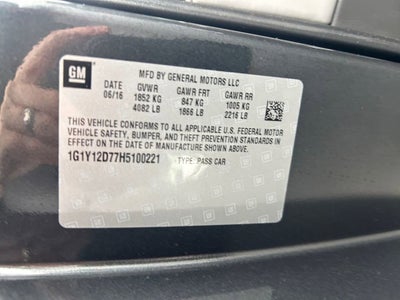 GM
MFD BY GENERAL MOTORS LLC
DATE GVWR GAWR FRT GAWR RR
06/16 1852 KG 847 KG 1005 KG
4082 LB 1866 LB 2216 LB
THIS VEHICLE CONFORMS TO ALL APPLICABLE U.S. FEDERAL MOTOR
VEHICLE SAFETY, BUMPER, AND THEFT PREVENTION STANDARDS
IN EFFECT ON THE DATE OF MANUFACTURE SHOWN ABOVE.
1G1Y12D77H5100221 TYPE: PASS CAR